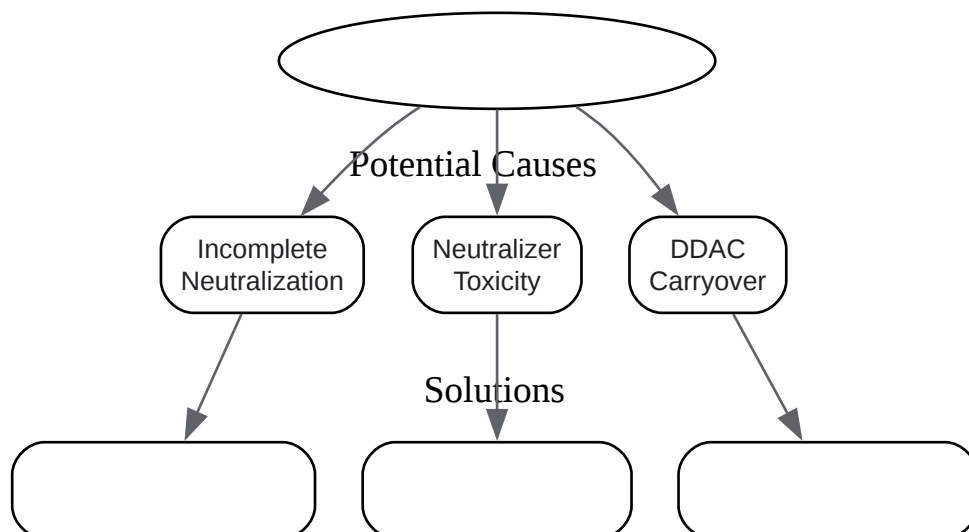 Potential Causes
Incomplete
Neutralization
Neutralizer
Toxicity
DDAC
Carryover
Solutions